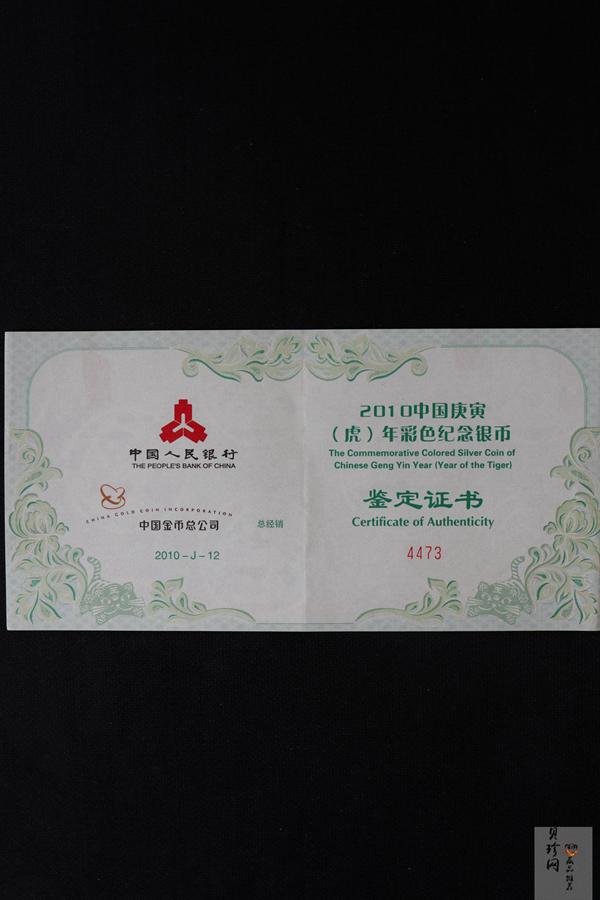 中国人民银行
THE PEOPLE'S BANK OF CHINA
CHINA GOLD COIN INCORPORATION
中国金币总公司
总经销
2010-J-12
2010中国庚寅
（虎）年彩色纪念银币
The Commemorative Colored Silver Coin of
Chinese Geng Yin Year (Year of the Tiger)
鉴定证书
Certificate of Authenticity
4473
贝珍网